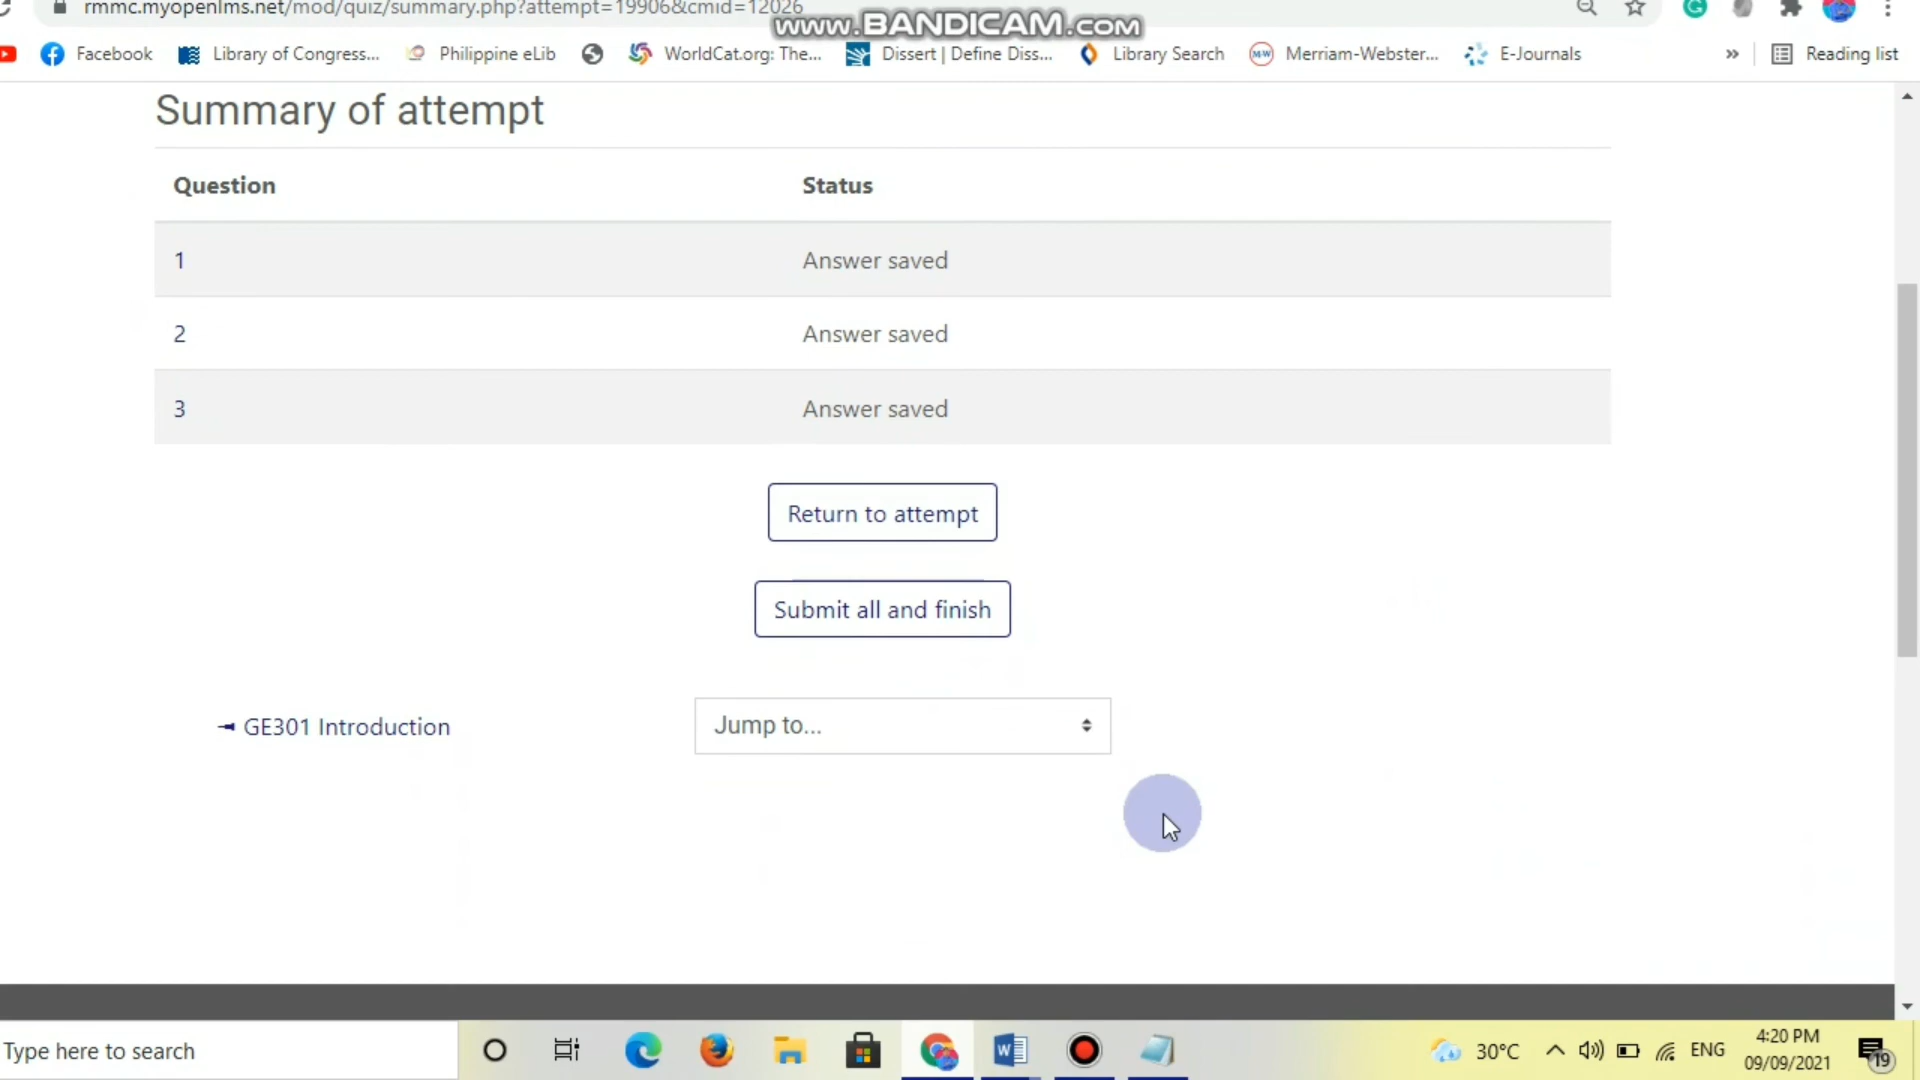 rmmc.myopenlms.net/mod/quiz/summary.php?attempt=19906&cmid=12026
www.BANDICAM.com
Facebook Library of Congress... Philippine eLib WorldCat.org: The... Dissert | Define Diss... Library Search Merriam-Webster... E-Journals » Reading list
Summary of attempt
Question Status
1 Answer saved
2 Answer saved
3 Answer saved
Return to attempt
Submit all and finish
GE301 Introduction Jump to...
Type here to search 30°C ENG 4:20 PM
09/09/2021 19